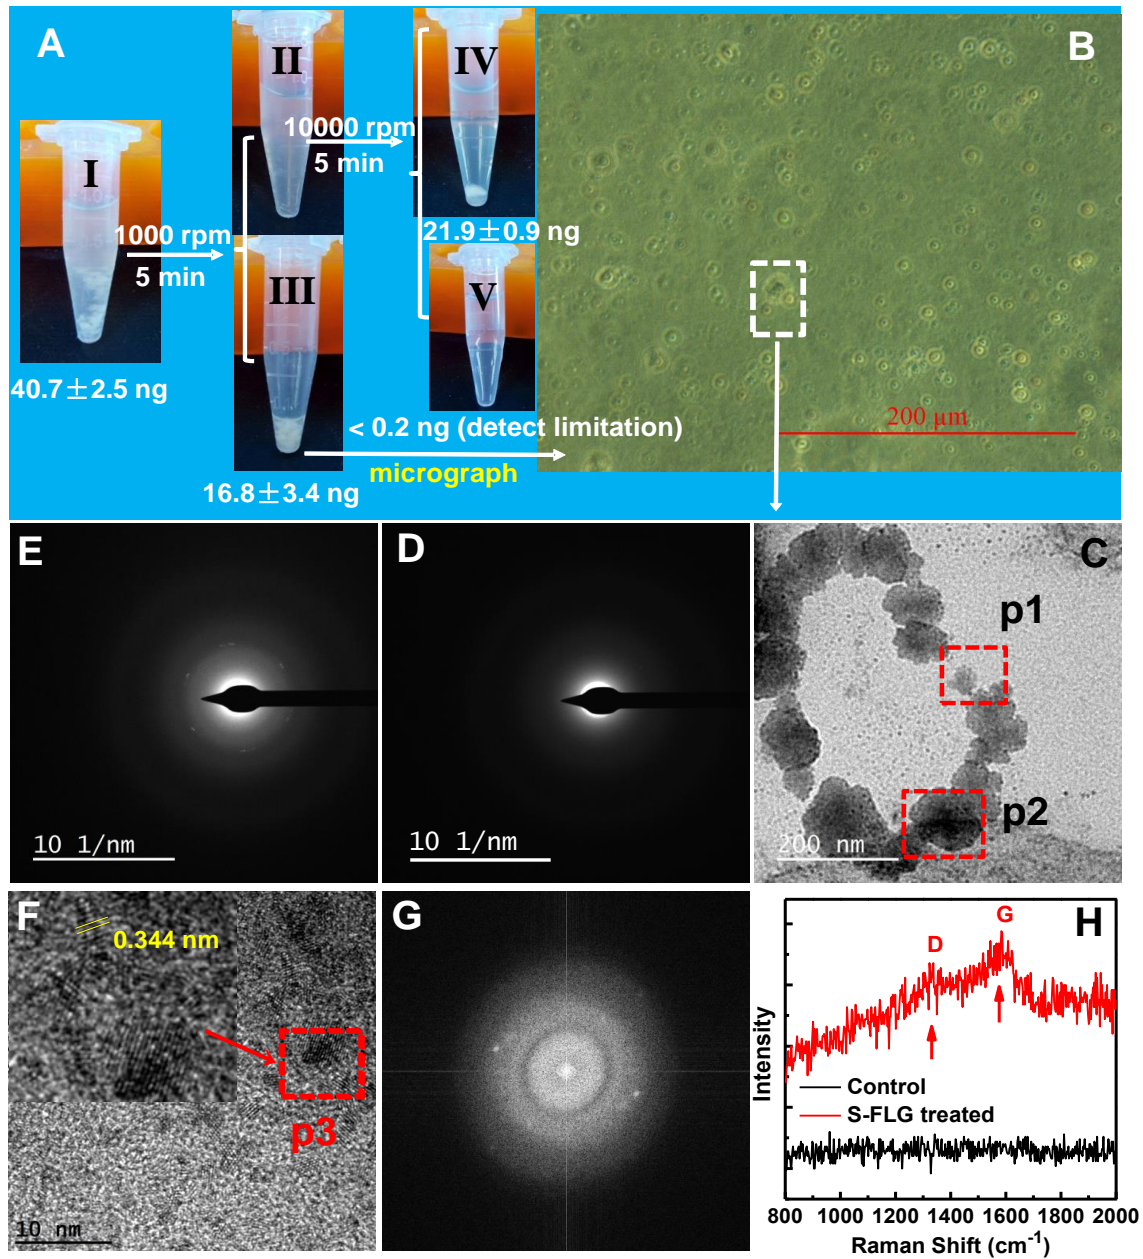 A
I
II
III
IV
V
1000 rpm
5 min
10000 rpm
5 min
40.7±2.5 ng
21.9±0.9 ng
< 0.2 ng (detect limitation)
micrograph
16.8±3.4 ng
B
200 µm
E
10 1/nm
D
10 1/nm
C
p1
p2
200 nm
F
0.344 nm
p3
10 nm
G
H
D
G
Intensity
Control
S-FLG treated
800 1000 1200 1400 1600 1800 2000
Raman Shift (cm⁻¹)